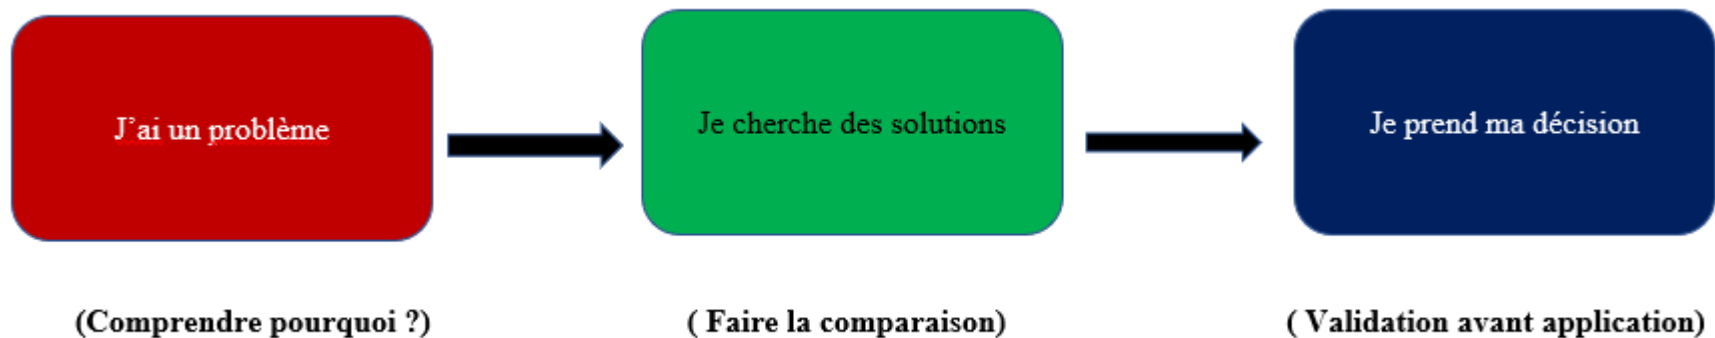 J’ai un problème
Je cherche des solutions
Je prend ma décision
(Comprendre pourquoi ?)
( Faire la comparaison)
( Validation avant application)